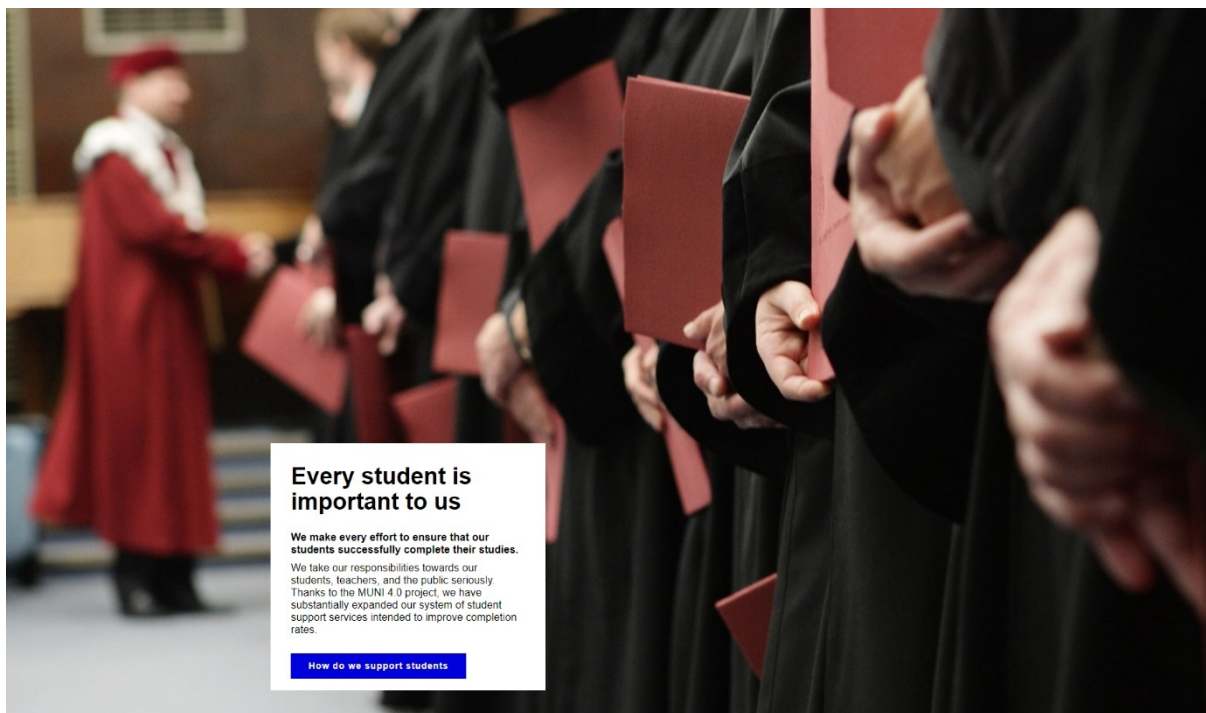 Every student is
important to us
We make every effort to ensure that our
students successfully complete their studies.
We take our responsibilities towards our
students, teachers, and the public seriously.
Thanks to the MUNI 4.0 project, we have
substantially expanded our system of student
support services intended to improve completion
rates.
How do we support students